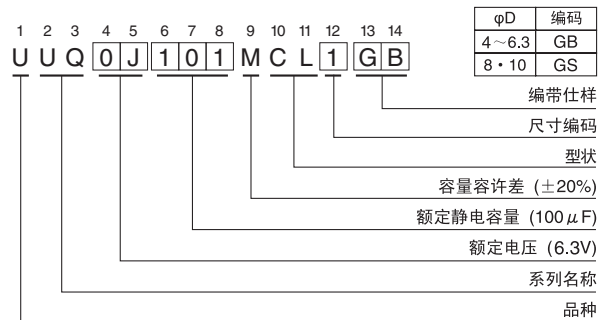 1 2 3 4 5 6 7 8 9 10 11 12 13 14
U U Q 0 J 1 0 1 M C L 1 G B
φD 编码
4～6.3 GB
8・10 GS
编带仕样
尺寸编码
型状
容量容许差 (±20%)
额定静电容量 (100μF)
额定电压 (6.3V)
系列名称
品种